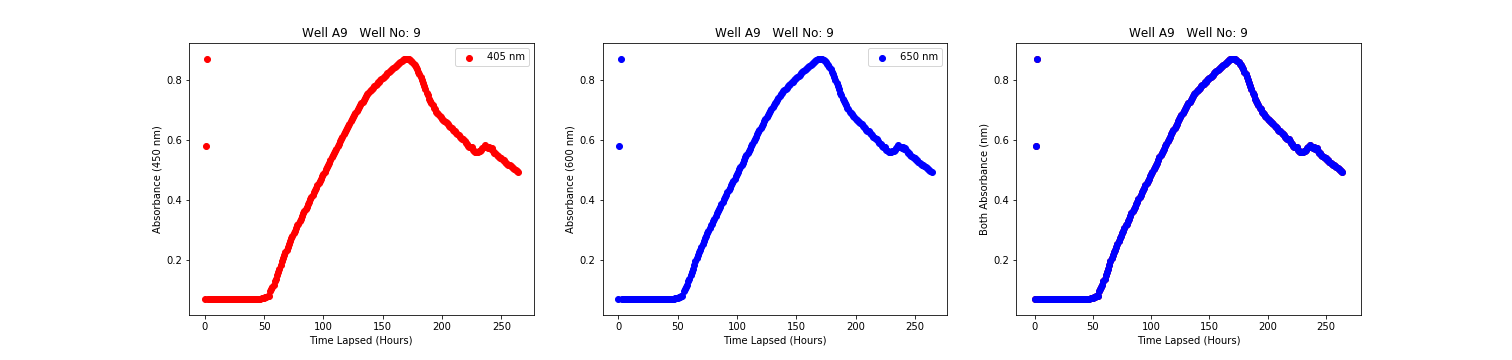 Well A9   Well No: 9
405 nm
Absorbance (450 nm)
0.8
0.6
0.4
0.2
0
50
100
150
200
250
Time Lapsed (Hours)
Well A9   Well No: 9
650 nm
Absorbance (600 nm)
0.8
0.6
0.4
0.2
0
50
100
150
200
250
Time Lapsed (Hours)
Well A9   Well No: 9
Both Absorbance (nm)
0.8
0.6
0.4
0.2
0
50
100
150
200
250
Time Lapsed (Hours)